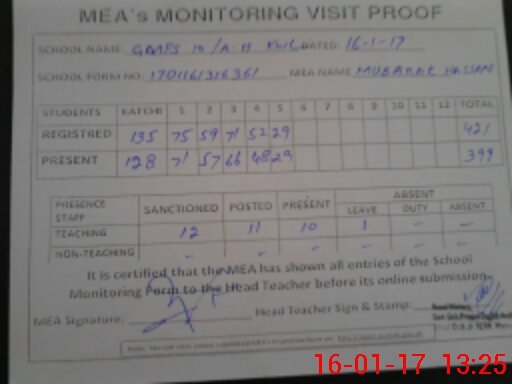 MEA's MONITORING VISIT PROOF
SCHOOL NAME: GMPS 10/A H KWL DATED: 16-1-17
SCHOOL FORM NO: MEA NAME MUBARAK HASSAN
STUDENTS KATCHI 1 2 3 4 5 6 7 8 9 10 11 12 TOTAL
REGISTRED 135 75 59 71 52 29 421
PRESENT 128 71 57 66 48 29 399
PRESENCE STAFF SANCTIONED POSTED PRESENT ABSENT
LEAVE DUTY ABSENT
TEACHING 12 11 10 1 - -
NON-TEACHING - - - - - -
It is certified that the MEA has shown all entries of the School
Monitoring Form to the Head Teacher before its online submission
MEA Signature: Head Teacher Sign & Stamp:
16-01-17 13:25